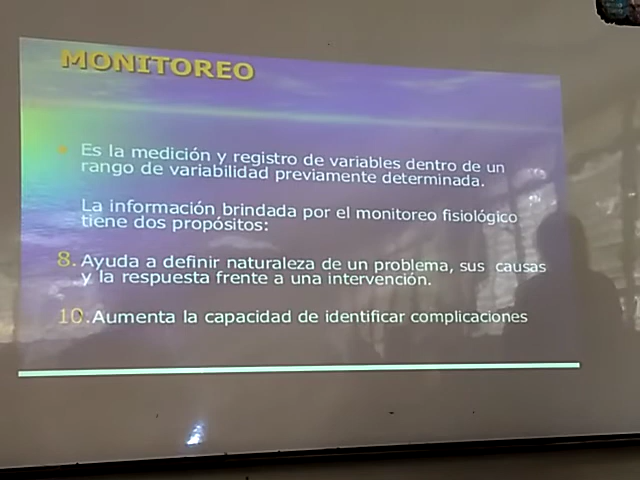 MONITOREO
• Es la medición y registro de variables dentro de un
rango de variabilidad previamente determinada.
La información brindada por el monitoreo fisiológico
tiene dos propósitos:
8. Ayuda a definir naturaleza de un problema, sus causas
y la respuesta frente a una intervención.
10.Aumenta la capacidad de identificar complicaciones